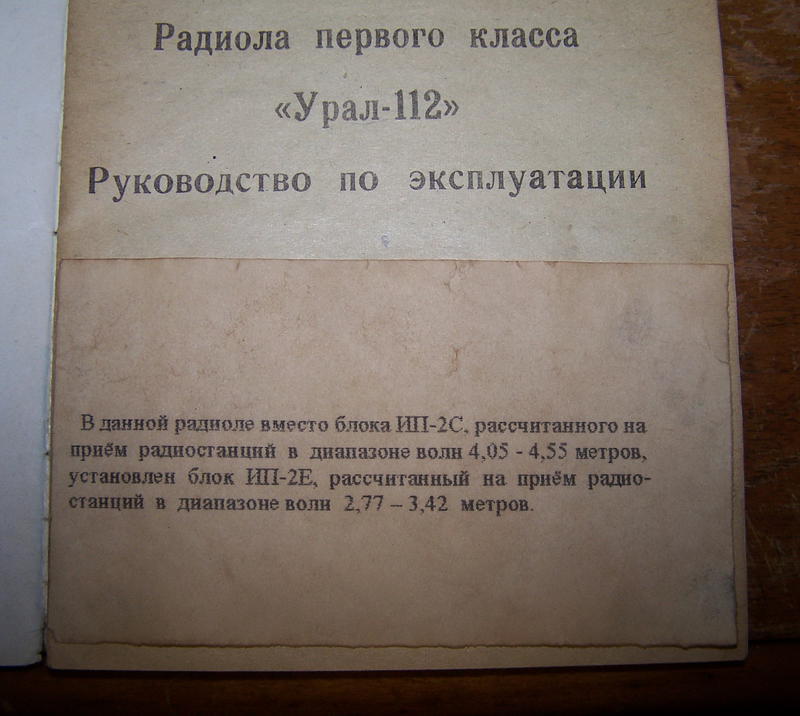 Радиола первого класса
«Урал-112»
Руководство по эксплуатации
В данной радиоле вместо блока ИП-2С, рассчитанного на
приём радиостанций в диапазоне волн 4,05 - 4,55 метров,
установлен блок ИП-2Е, рассчитанный на приём радио-
станций в диапазоне волн 2,77 – 3,42 метров.